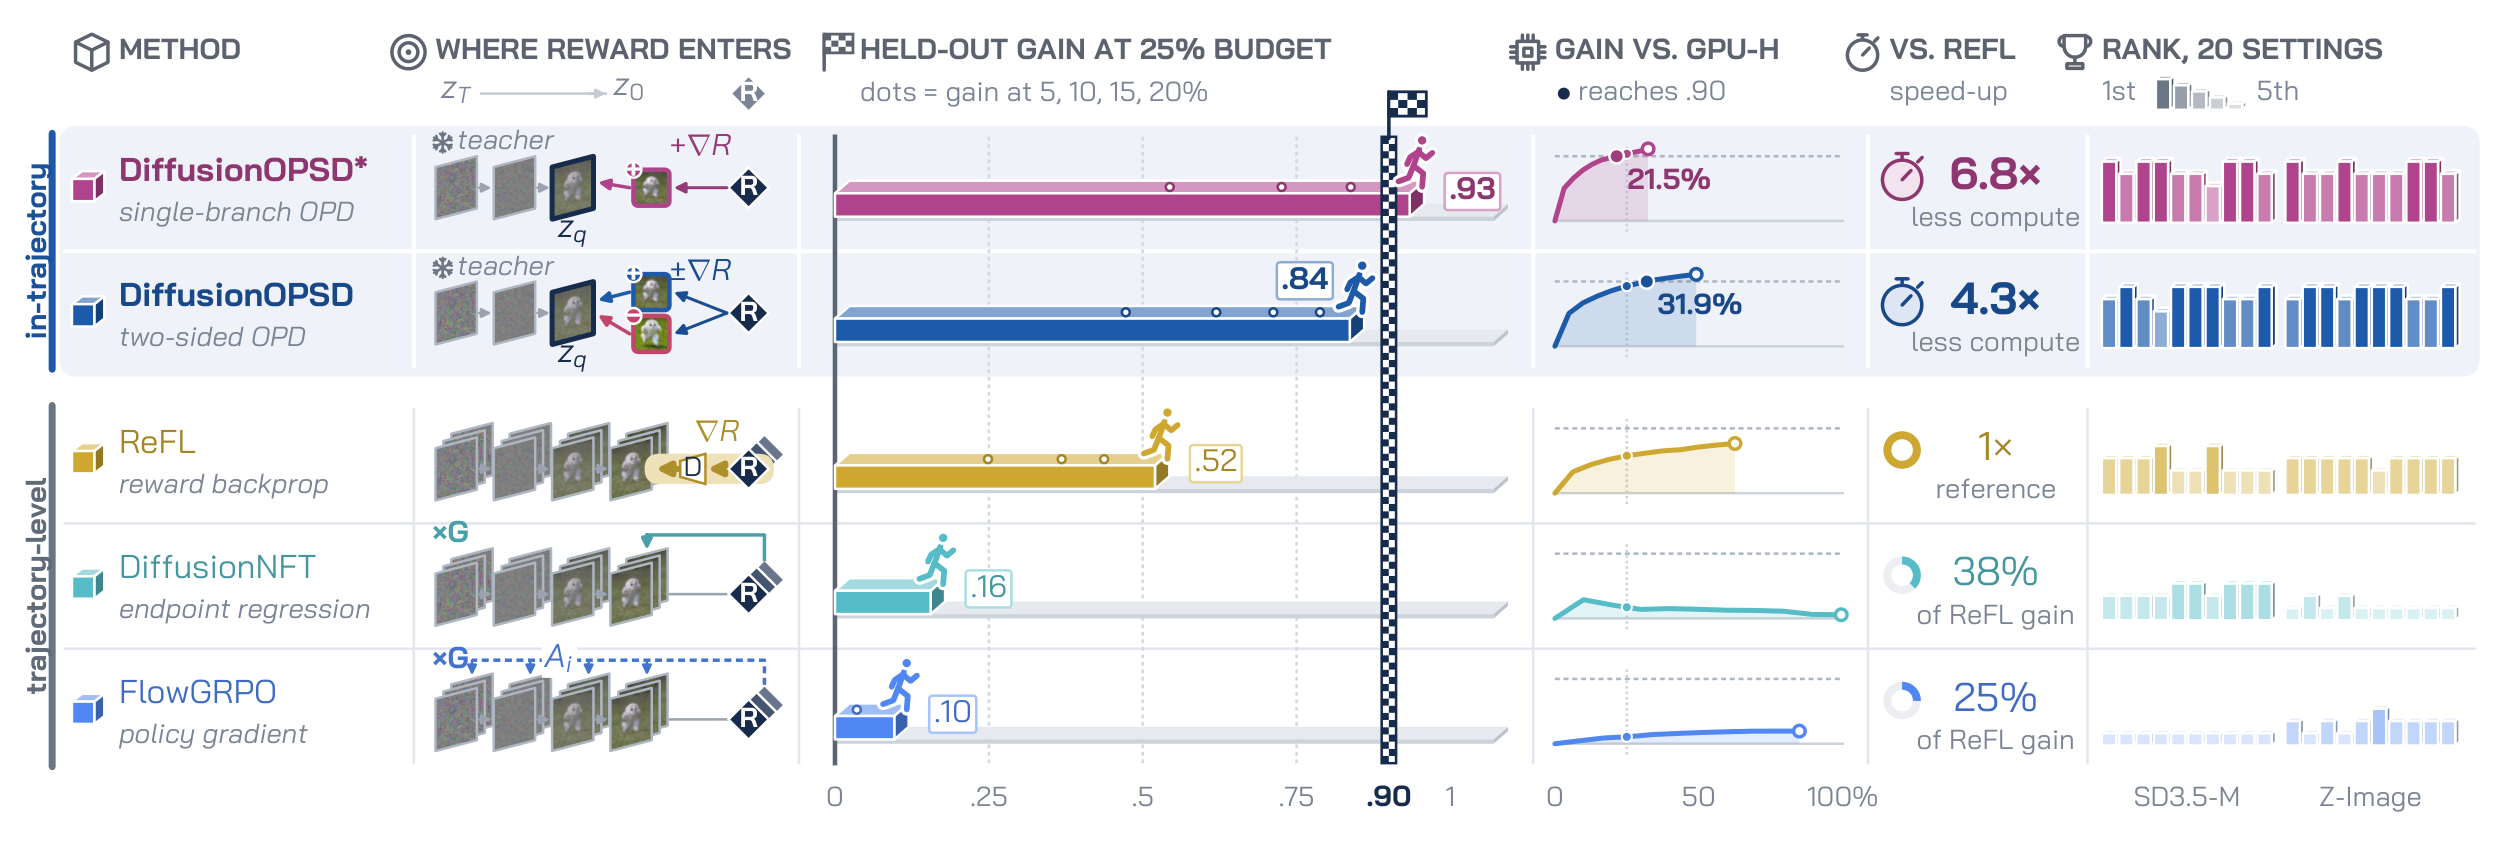 METHOD
WHERE REWARD ENTERS
HELD-OUT GAIN AT 25% BUDGET
GAIN VS. GPU-H
VS. REFL
RANK, 20 SETTINGS
z_T z_0 R
dots = gain at 5, 10, 15, 20%
reaches .90
speed-up
1st 5th
in-trajectory
DiffusionOPSD*
single-branch OPD
teacher
+∇R
R
z_q
.93
21.5%
6.8×
less compute
DiffusionOPSD
two-sided OPD
teacher
±∇R
R
z_q
.84
31.9%
4.3×
less compute
trajectory-level
ReFL
reward backprop
∇R
D R
.52
1×
reference
DiffusionNFT
endpoint regression
×G
R
.16
38%
of ReFL gain
FlowGRPO
policy gradient
×G A_i
R
.10
25%
of ReFL gain
0 .25 .5 .75 .90 1
0 50 100%
SD3.5-M Z-Image